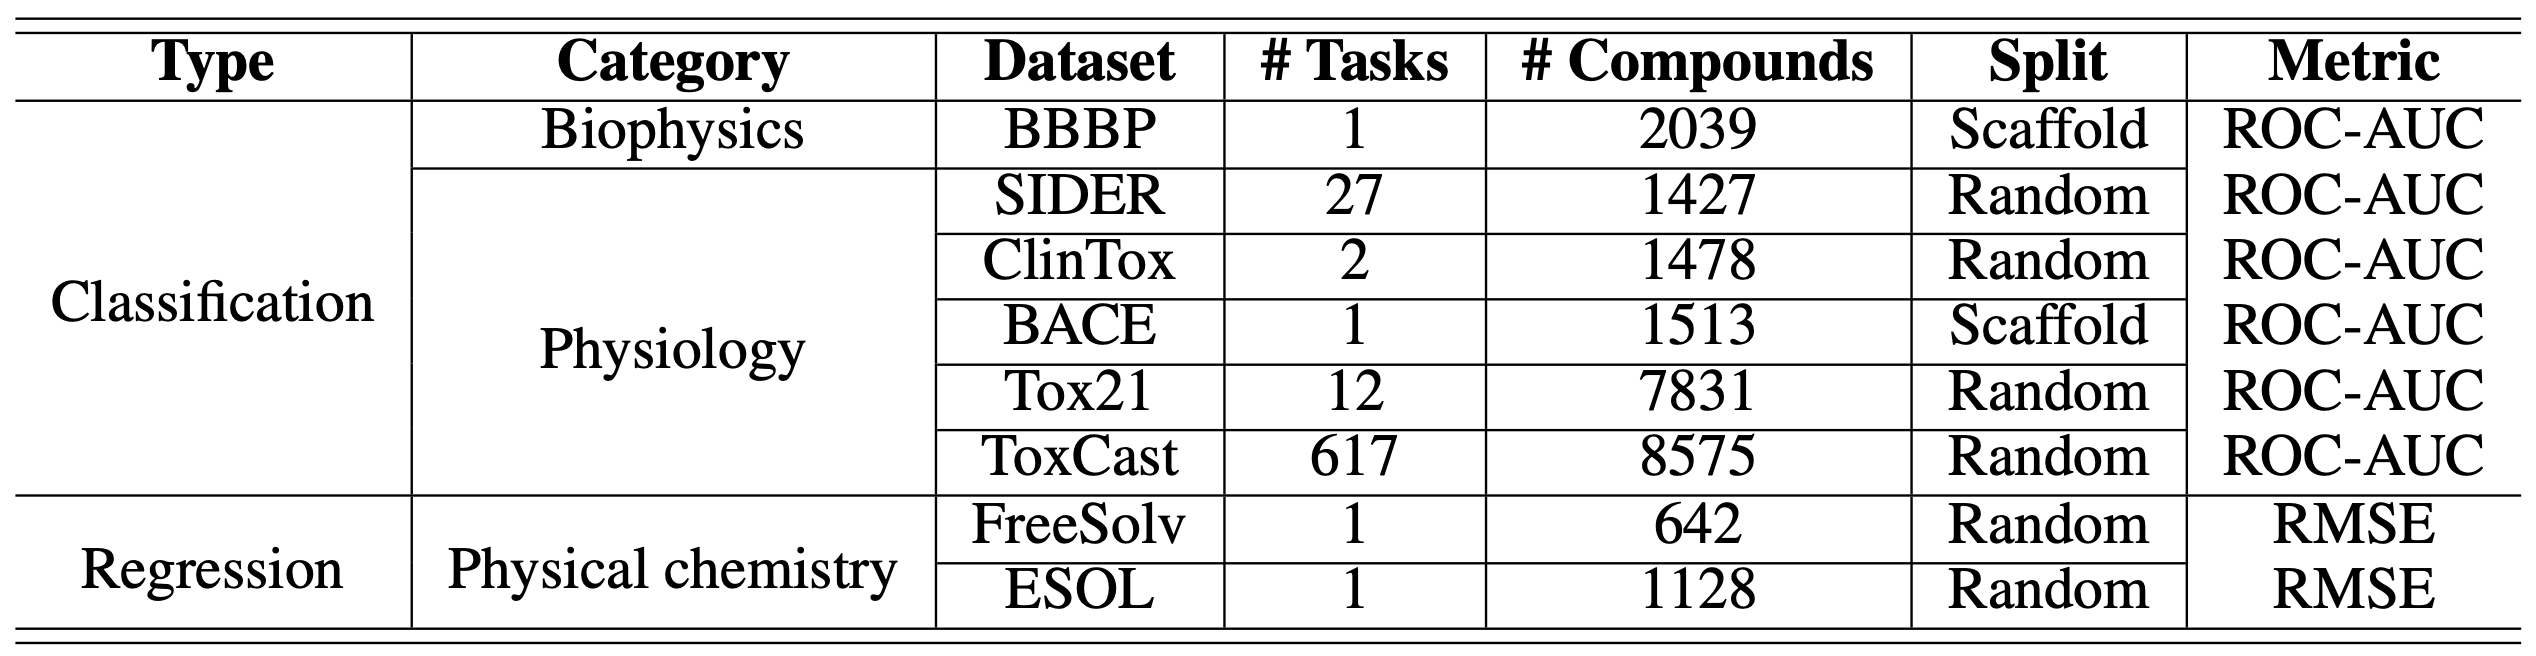 Type Category Dataset # Tasks # Compounds Split Metric
Classification Biophysics BBBP 1 2039 Scaffold ROC-AUC
Physiology SIDER 27 1427 Random ROC-AUC
ClinTox 2 1478 Random ROC-AUC
BACE 1 1513 Scaffold ROC-AUC
Tox21 12 7831 Random ROC-AUC
ToxCast 617 8575 Random ROC-AUC
Regression Physical chemistry FreeSolv 1 642 Random RMSE
ESOL 1 1128 Random RMSE